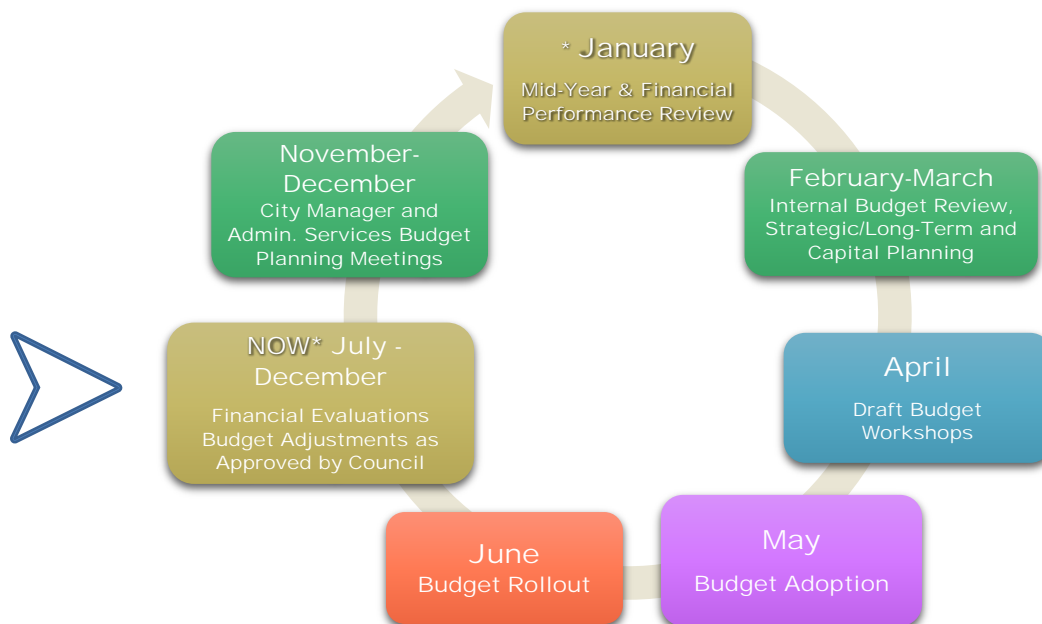 * January
Mid-Year & Financial
Performance Review
February-March
Internal Budget Review,
Strategic/Long-Term and
Capital Planning
April
Draft Budget
Workshops
May
Budget Adoption
June
Budget Rollout
NOW* July -
December
Financial Evaluations
Budget Adjustments as
Approved by Council
November-
December
City Manager and
Admin. Services Budget
Planning Meetings